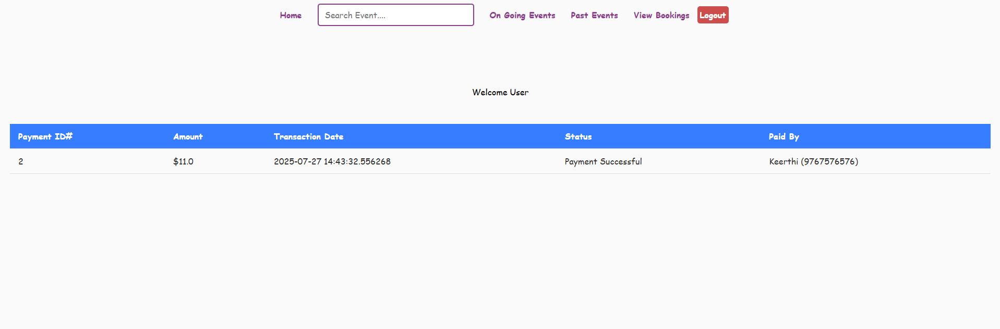 Home Search Event.... On Going Events Past Events View Bookings Logout
Welcome User
Payment ID# Amount Transaction Date Status Paid By
2 $11.0 2025-07-27 14:43:32.556268 Payment Successful Keerthi (9767576576)